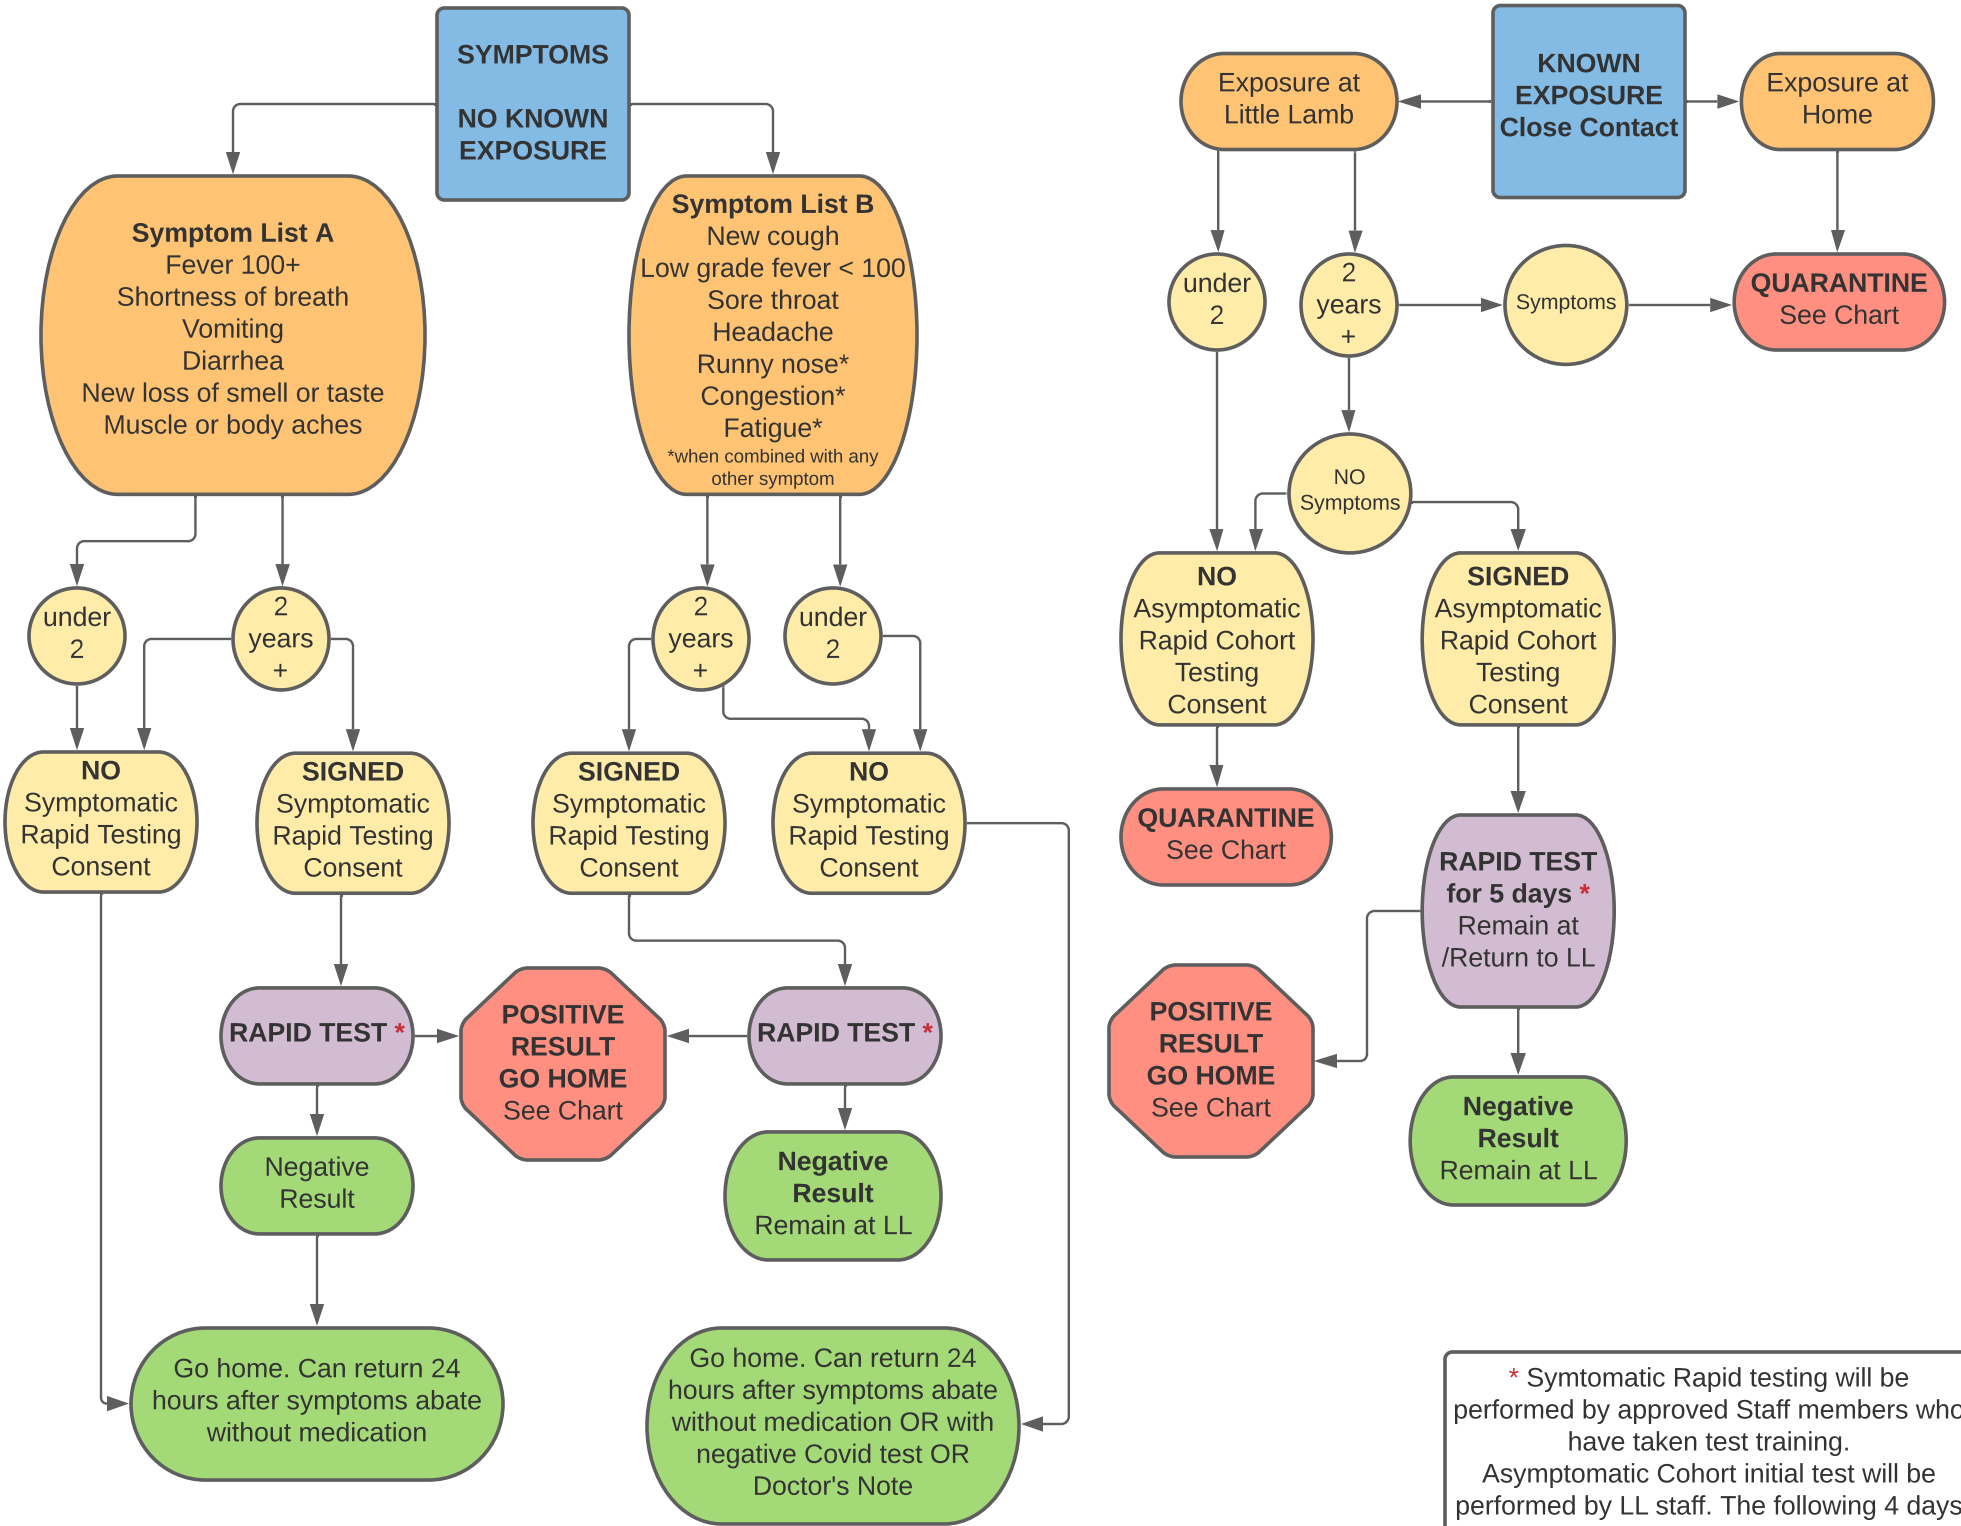 SYMPTOMS
NO KNOWN
EXPOSURE
Symptom List A
Fever 100+
Shortness of breath
Vomiting
Diarrhea
New loss of smell or taste
Muscle or body aches
Symptom List B
New cough
Low grade fever < 100
Sore throat
Headache
Runny nose*
Congestion*
Fatigue*
*when combined with any
other symptom
under
2
2
years
+
2
years
+
under
2
NO
Symptomatic
Rapid Testing
Consent
SIGNED
Symptomatic
Rapid Testing
Consent
SIGNED
Symptomatic
Rapid Testing
Consent
NO
Symptomatic
Rapid Testing
Consent
RAPID TEST *
POSITIVE
RESULT
GO HOME
See Chart
RAPID TEST *
Negative
Result
Negative
Result
Remain at LL
Go home. Can return 24
hours after symptoms abate
without medication
Go home. Can return 24
hours after symptoms abate
without medication OR with
negative Covid test OR
Doctor's Note
KNOWN
EXPOSURE
Close Contact
Exposure at
Little Lamb
Exposure at
Home
under
2
2
years
+
Symptoms
QUARANTINE
See Chart
NO
Symptoms
NO
Asymptomatic
Rapid Cohort
Testing
Consent
SIGNED
Asymptomatic
Rapid Cohort
Testing
Consent
QUARANTINE
See Chart
RAPID TEST
for 5 days *
Remain at
/Return to LL
POSITIVE
RESULT
GO HOME
See Chart
Negative
Result
Remain at LL
* Symtomatic Rapid testing will be
performed by approved Staff members who
have taken test training.
Asymptomatic Cohort initial test will be
performed by LL staff. The following 4 days